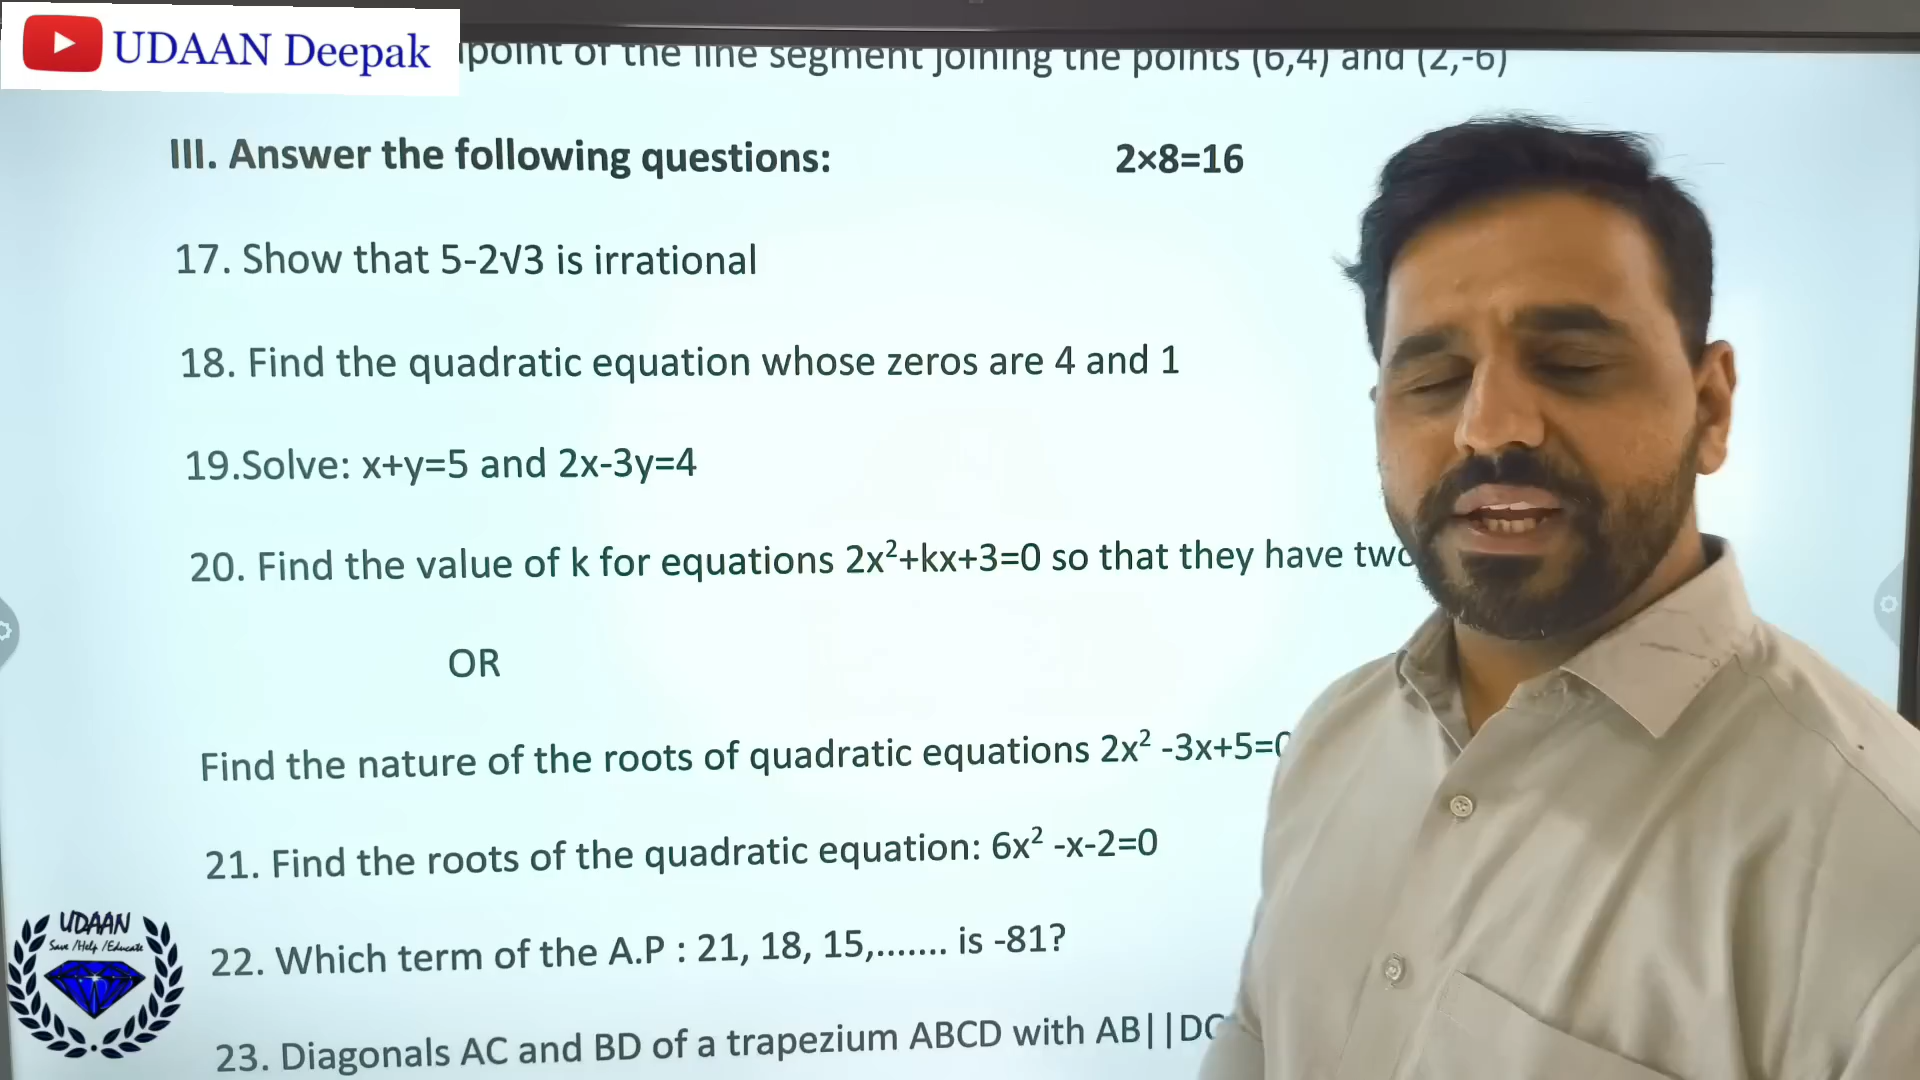 UDAAN Deepak
point of the line segment joining the points (6,4) and (2,-6)
III. Answer the following questions: 2×8=16
17. Show that 5-2√3 is irrational
18. Find the quadratic equation whose zeros are 4 and 1
19.Solve: x+y=5 and 2x-3y=4
20. Find the value of k for equations 2x²+kx+3=0 so that they have two
OR
Find the nature of the roots of quadratic equations 2x² -3x+5=0
21. Find the roots of the quadratic equation: 6x² -x-2=0
22. Which term of the A.P : 21, 18, 15,....... is -81?
23. Diagonals AC and BD of a trapezium ABCD with AB||DC
UDAAN
Save /Help /Educate